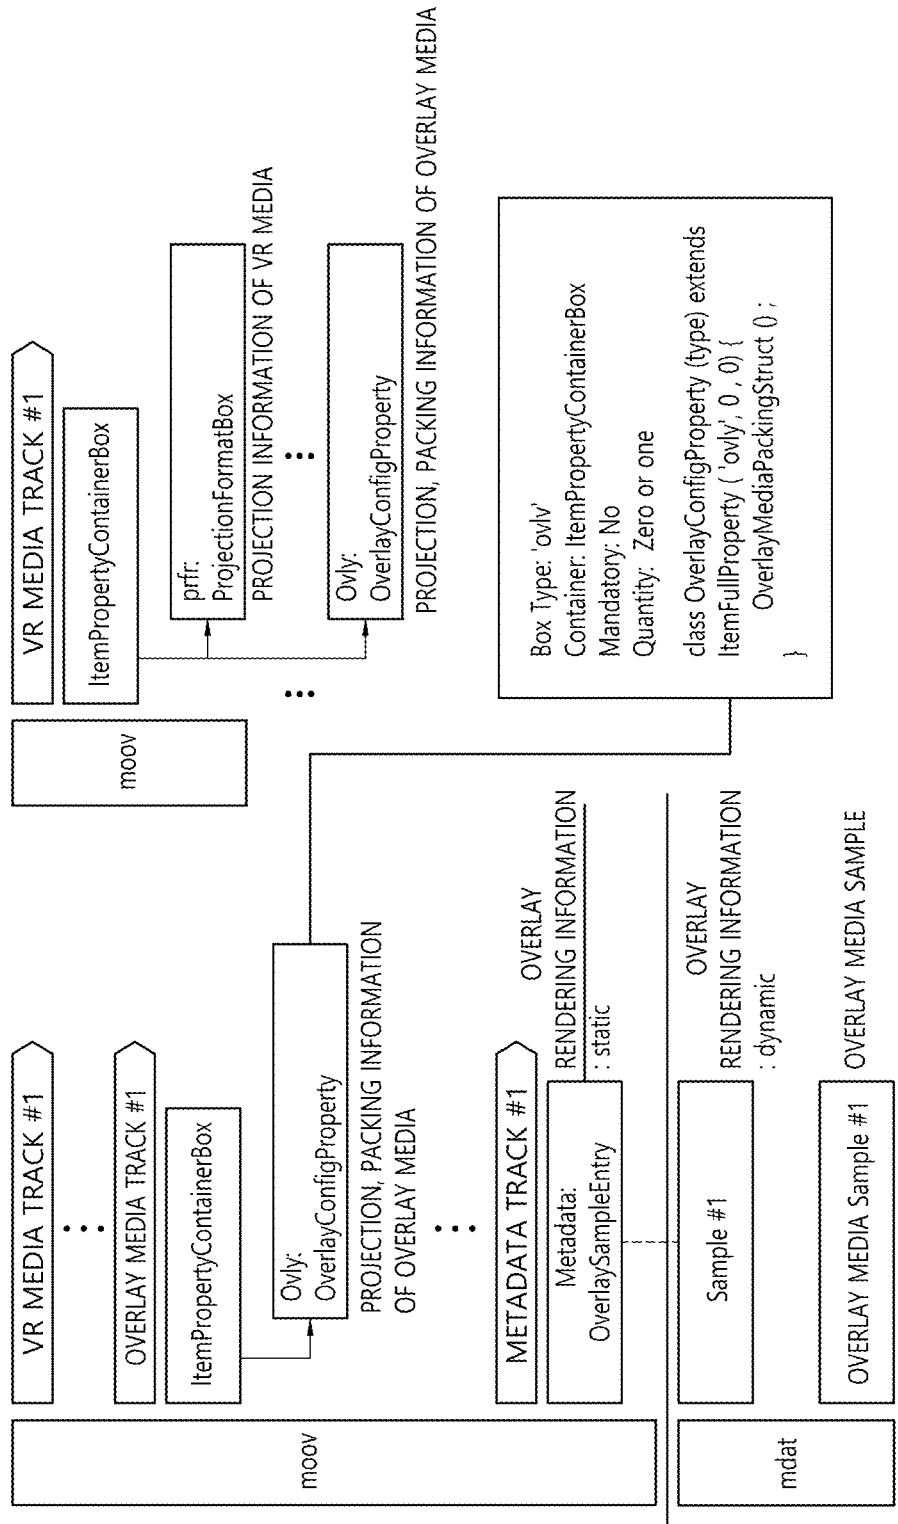 moov
VR MEDIA TRACK #1
OVERLAY MEDIA TRACK #1
ItemPropertyContainerBox
Ovly:
OverlayConfigProperty
PROJECTION, PACKING INFORMATION
OF OVERLAY MEDIA
METADATA TRACK #1
Metadata:
OverlaySampleEntry
OVERLAY
RENDERING INFORMATION
: static
mdat
Sample #1
OVERLAY
RENDERING INFORMATION
: dynamic
OVERLAY MEDIA Sample #1
OVERLAY MEDIA SAMPLE
moov
VR MEDIA TRACK #1
ItemPropertyContainerBox
prfr:
ProjectionFormatBox
PROJECTION INFORMATION OF VR MEDIA
Ovly:
OverlayConfigProperty
PROJECTION, PACKING INFORMATION OF OVERLAY MEDIA
Box Type: 'ovlv'
Container: ItemPropertyContainerBox
Mandatory: No
Quantity: Zero or one
class OverlayConfigProperty (type) extends
ItemFullProperty ( 'ovly', 0 , 0) {
OverlayMediaPackingStruct () ;
}